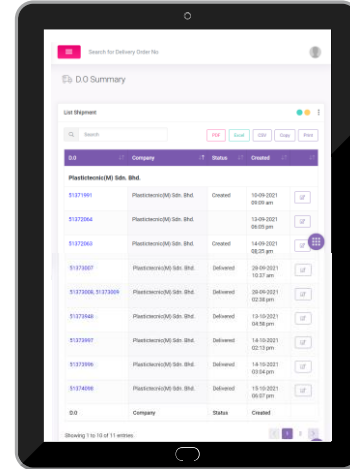 Search for Delivery Order No
D.O Summary
List Shipment
Search
PDF Excel CSV Copy Print
D.O Company Status Created
Plastictecnic(M) Sdn. Bhd.
51371991 Plastictecnic(M) Sdn. Bhd. Created 10-09-2021
09:09 am
51372064 Plastictecnic(M) Sdn. Bhd. 13-09-2021
06:05 pm
51372063 Plastictecnic(M) Sdn. Bhd. Created 14-09-2021
08:25 pm
51373007 Plastictecnic(M) Sdn. Bhd. Delivered 28-09-2021
10:37 am
51373008, 51373009 Plastictecnic(M) Sdn. Bhd. Delivered 28-09-2021
02:38 pm
51373940 Plastictecnic(M) Sdn. Bhd. Delivered 13-10-2021
04:58 pm
51373997 Plastictecnic(M) Sdn. Bhd. Delivered 14-10-2021
02:13 pm
51373996 Plastictecnic(M) Sdn. Bhd. Delivered 14-10-2021
03:04 pm
51374098 Plastictecnic(M) Sdn. Bhd. Delivered 15-10-2021
06:37 pm
D.O Company Status Created
Showing 1 to 10 of 11 entries
1 2